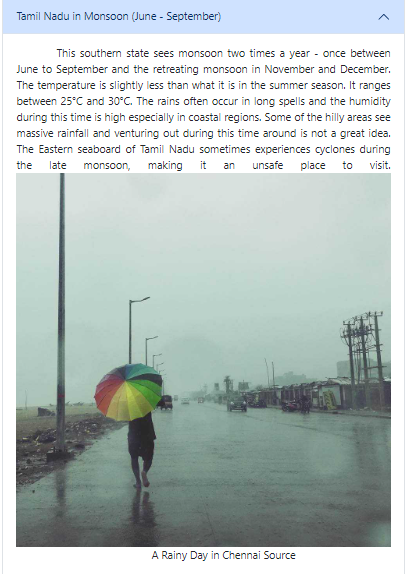 Tamil Nadu in Monsoon (June - September)
This southern state sees monsoon two times a year - once between
June to September and the retreating monsoon in November and December.
The temperature is slightly less than what it is in the summer season. It ranges
between 25°C and 30°C. The rains often occur in long spells and the humidity
during this time is high especially in coastal regions. Some of the hilly areas see
massive rainfall and venturing out during this time around is not a great idea.
The Eastern seaboard of Tamil Nadu sometimes experiences cyclones during
the late monsoon, making it an unsafe place to visit.
A Rainy Day in Chennai Source